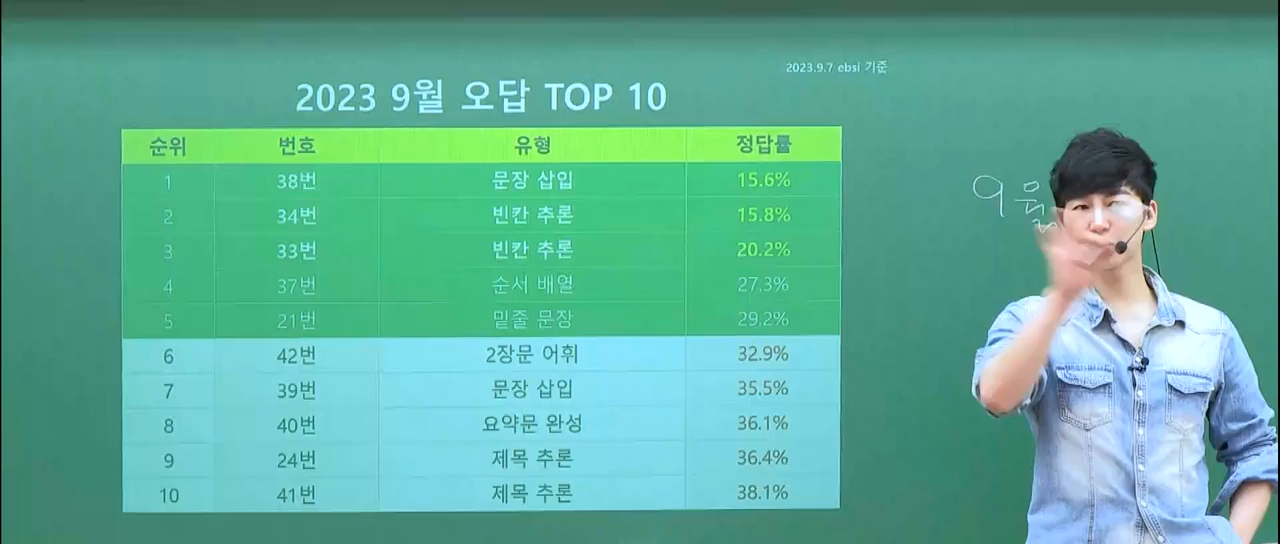 2023.9.7 ebsi 기준
2023 9월 오답 TOP 10
순위 번호 유형 정답률
1 38번 문장 삽입 15.6%
2 34번 빈칸 추론 15.8%
3 33번 빈칸 추론 20.2%
4 37번 순서 배열 27.3%
5 21번 밑줄 문장 29.2%
6 42번 2장문 어휘 32.9%
7 39번 문장 삽입 35.5%
8 40번 요약문 완성 36.1%
9 24번 제목 추론 36.4%
10 41번 제목 추론 38.1%
9월